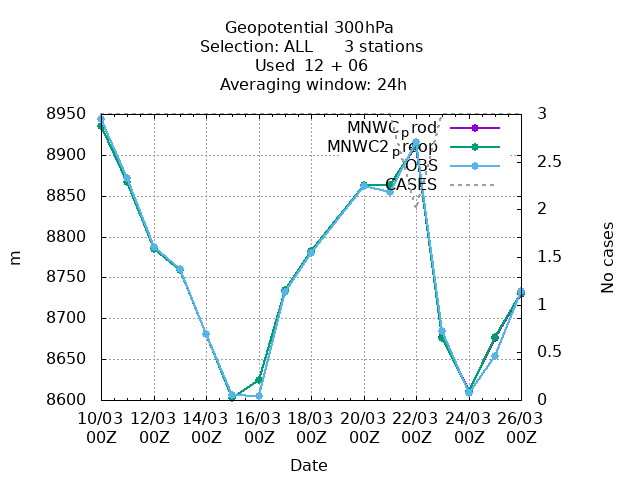 Geopotential 300hPa
Selection: ALL 3 stations
Used 12 + 06
Averaging window: 24h
8950
8900
8850
8800
8750
8700
8650
8600
m
3
2.5
2
1.5
1
0.5
0
No cases
MNWCprod
MNWC2preop
OBS
CASES
10/03 12/03 14/03 16/03 18/03 20/03 22/03 24/03 26/03
00Z 00Z 00Z 00Z 00Z 00Z 00Z 00Z 00Z
Date